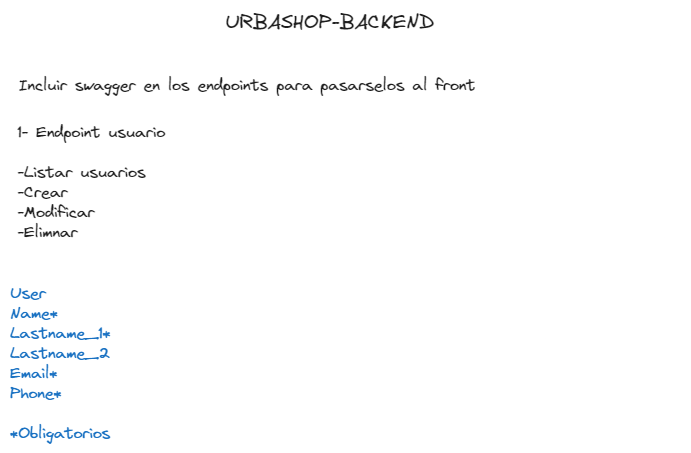 URBASHOP-BACKEND
Incluir swagger en los endpoints para pasarselos al front
1- Endpoint usuario
-Listar usuarios
-Crear
-Modificar
-Elimnar
User
Name*
Lastname_1*
Lastname_2
Email*
Phone*
*Obligatorios